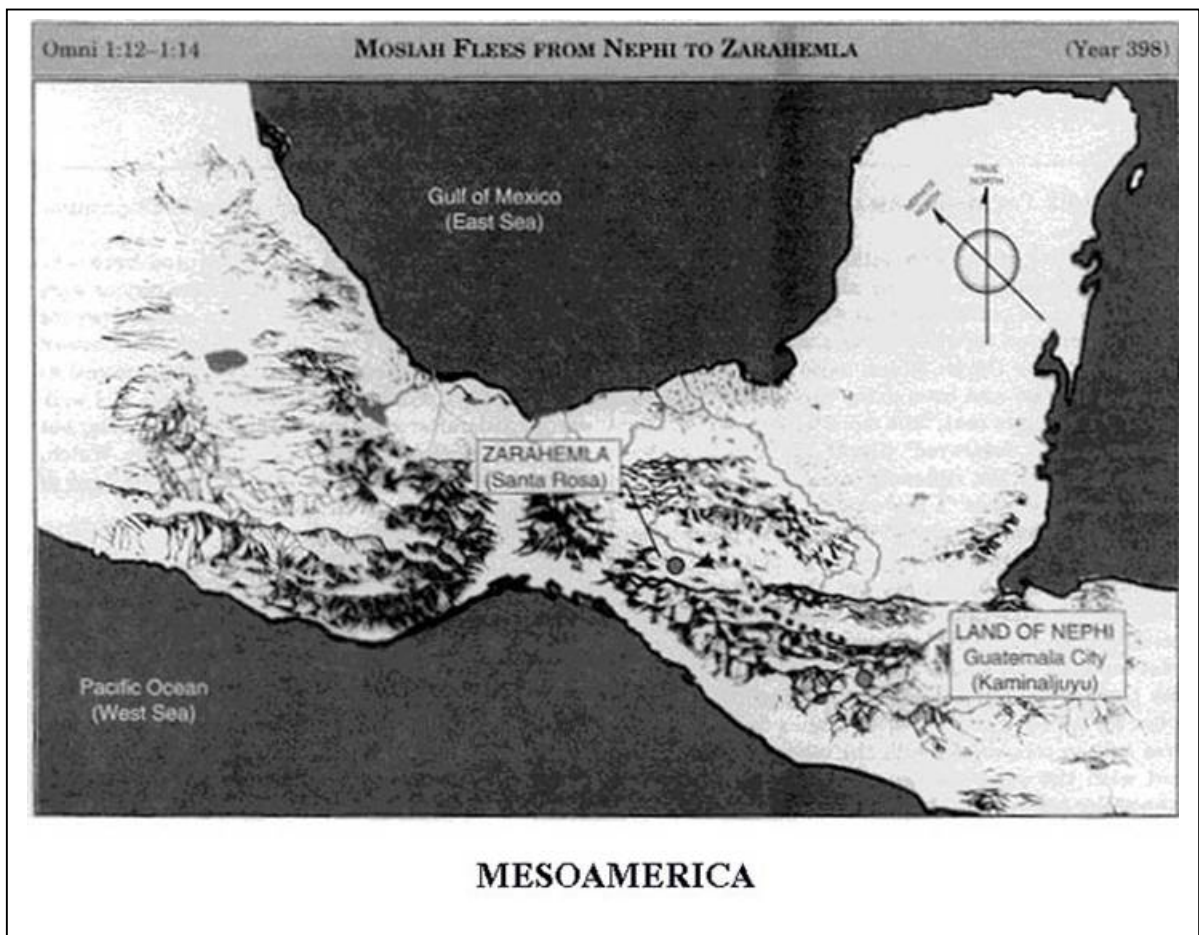 Omni 1:12–1:14 MOSIAH FLEES FROM NEPHI TO ZARAHEMLA (Year 398)
Gulf of Mexico
(East Sea)
TRUE
NORTH
ZARAHEMLA
(Santa Rosa)
LAND OF NEPHI
Guatemala City
(Kaminaljuyu)
Pacific Ocean
(West Sea)
MESOAMERICA